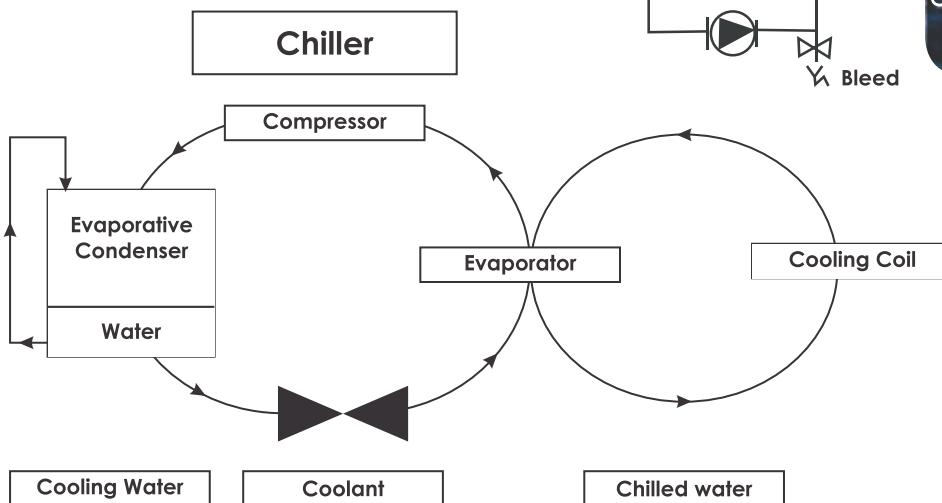 Chiller
Bleed
Compressor
Evaporative
Condenser
Evaporator
Cooling Coil
Water
Cooling Water
Coolant
Chilled water